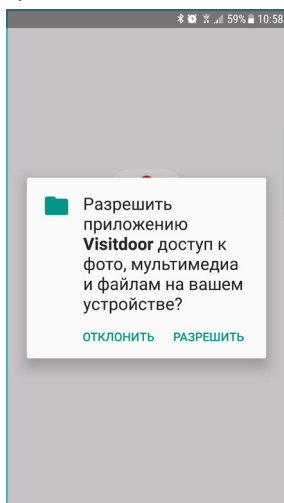 59% 10:58
Разрешить
приложению
Visitdoor доступ к
фото, мультимедиа
и файлам на вашем
устройстве?
ОТКЛОНИТЬ РАЗРЕШИТЬ